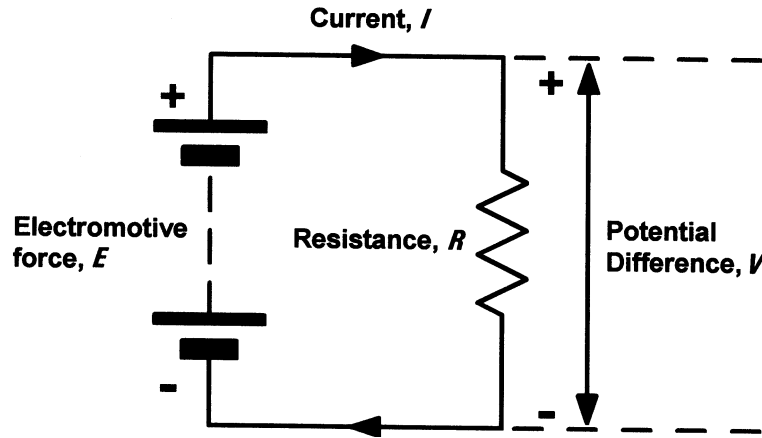 Current, I
+
+
Electromotive
force, E
Resistance, R
Potential
Difference, V
-
-